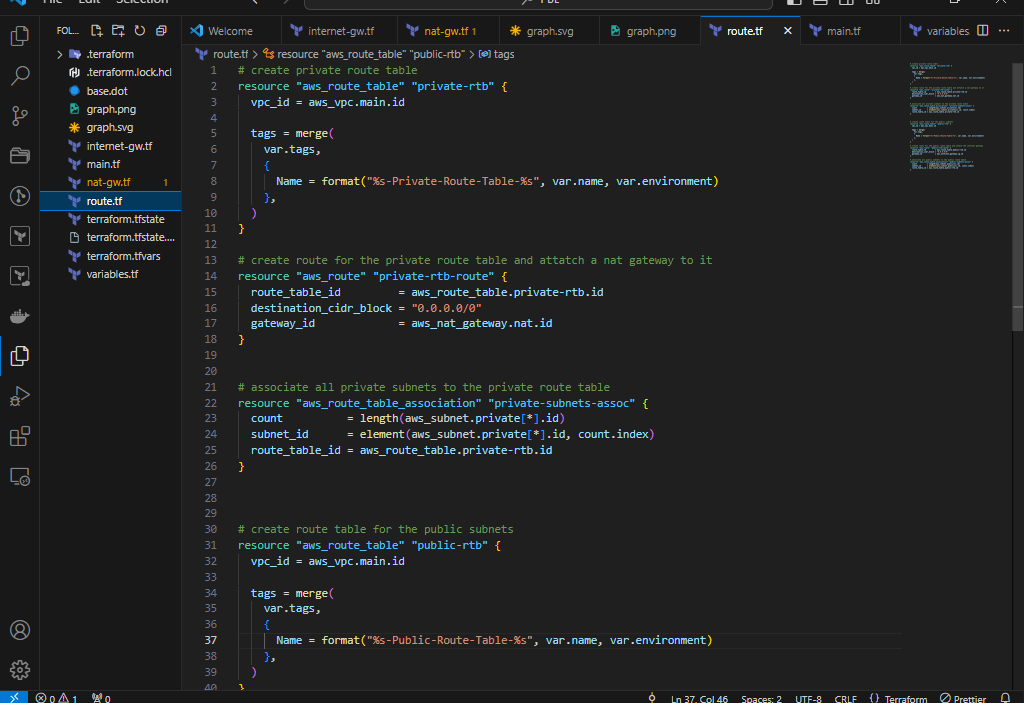 Welcome
internet-gw.tf
nat-gw.tf 1
graph.svg
graph.png
route.tf
main.tf
variables
FOL...
.terraform
.terraform.lock.hcl
base.dot
graph.png
graph.svg
internet-gw.tf
main.tf
nat-gw.tf 1
route.tf
terraform.tfstate
terraform.tfstate....
terraform.tfvars
variables.tf
route.tf > resource "aws_route_table" "public-rtb" > tags
1 # create private route table
2 resource "aws_route_table" "private-rtb" {
3 vpc_id = aws_vpc.main.id
4
5 tags = merge(
6 var.tags,
7 {
8 Name = format("%s-Private-Route-Table-%s", var.name, var.environment)
9 },
10 )
11 }
12
13 # create route for the private route table and attatch a nat gateway to it
14 resource "aws_route" "private-rtb-route" {
15 route_table_id = aws_route_table.private-rtb.id
16 destination_cidr_block = "0.0.0.0/0"
17 gateway_id = aws_nat_gateway.nat.id
18 }
19
20
21 # associate all private subnets to the private route table
22 resource "aws_route_table_association" "private-subnets-assoc" {
23 count = length(aws_subnet.private[*].id)
24 subnet_id = element(aws_subnet.private[*].id, count.index)
25 route_table_id = aws_route_table.private-rtb.id
26 }
27
28
29
30 # create route table for the public subnets
31 resource "aws_route_table" "public-rtb" {
32 vpc_id = aws_vpc.main.id
33
34 tags = merge(
35 var.tags,
36 {
37 Name = format("%s-Public-Route-Table-%s", var.name, var.environment)
38 },
39 )
40 }
0 1 0
Ln 37, Col 46 Spaces: 2 UTF-8 CRLF {} Terraform Prettier